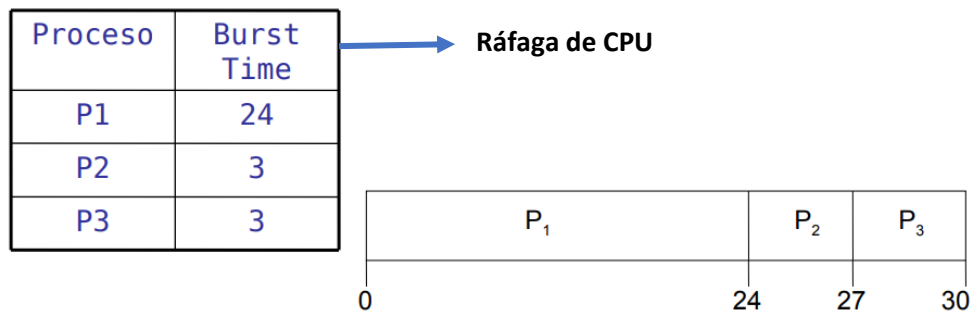 Proceso Burst Time
Ráfaga de CPU
P1 24
P2 3
P3 3
P₁ P₂ P₃
0 24 27 30